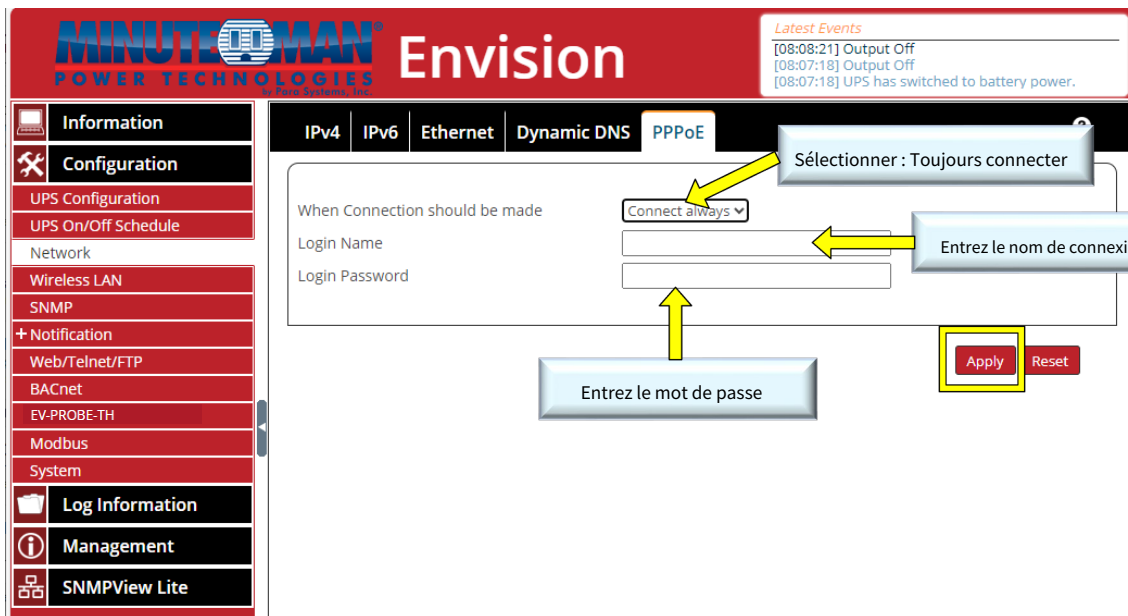 MINUTEMAN®
POWER TECHNOLOGIES
by Para Systems, Inc.
Envision
Latest Events
[08:08:21] Output Off
[08:07:18] Output Off
[08:07:18] UPS has switched to battery power.
Information
Configuration
UPS Configuration
UPS On/Off Schedule
Network
Wireless LAN
SNMP
+ Notification
Web/Telnet/FTP
BACnet
EV-PROBE-TH
Modbus
System
Log Information
Management
SNMPView Lite
IPv4 IPv6 Ethernet Dynamic DNS PPPoE
Sélectionner : Toujours connecter
When Connection should be made Connect always
Login Name
Entrez le nom de connexi
Login Password
Entrez le mot de passe
Apply Reset